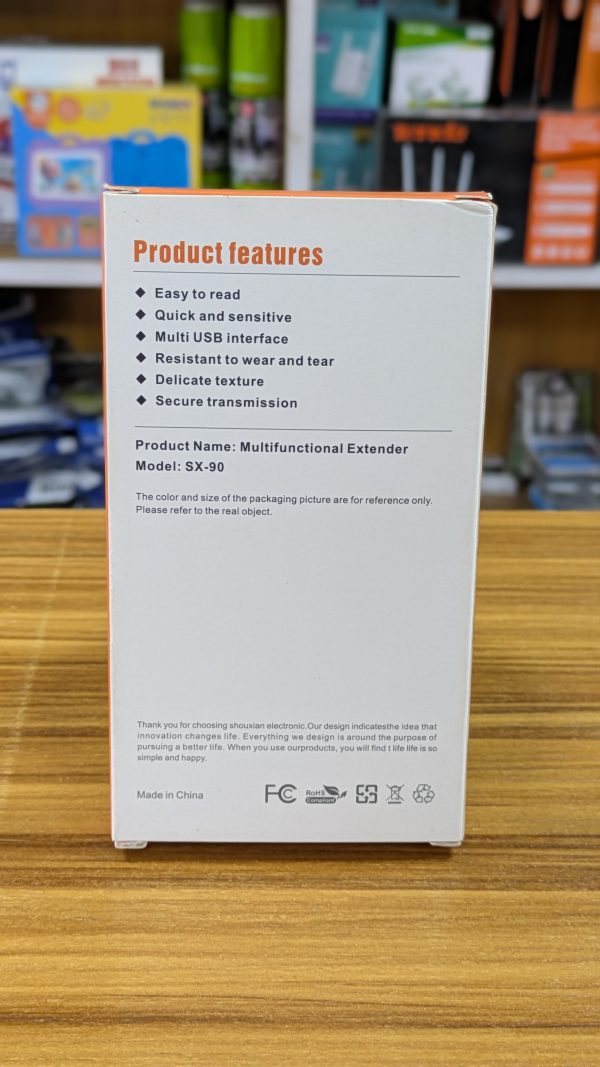 Product features
◆ Easy to read
◆ Quick and sensitive
◆ Multi USB interface
◆ Resistant to wear and tear
◆ Delicate texture
◆ Secure transmission
Product Name: Multifunctional Extender
Model: SX-90
The color and size of the packaging picture are for reference only.
Please refer to the real object.
Thank you for choosing shouxian electronic.Our design indicatesthe idea that
innovation changes life. Everything we design is around the purpose of
pursuing a better life. When you use ourproducts, you will find t life life is so
simple and happy.
Made in China
FC
RoHS
Compliant